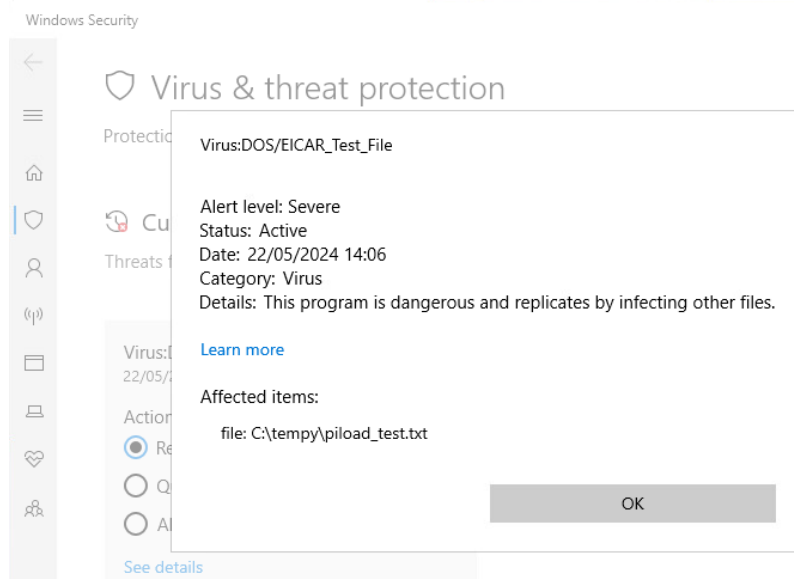 Windows Security
Virus & threat protection
Protectio
Virus:DOS/EICAR_Test_File
Alert level: Severe
Status: Active
Date: 22/05/2024 14:06
Category: Virus
Details: This program is dangerous and replicates by infecting other files.
Learn more
Affected items:
file: C:\tempy\piload_test.txt
OK
Cu
Threats f
Virus:D
22/05/2
Action
Re
Q
Al
See details